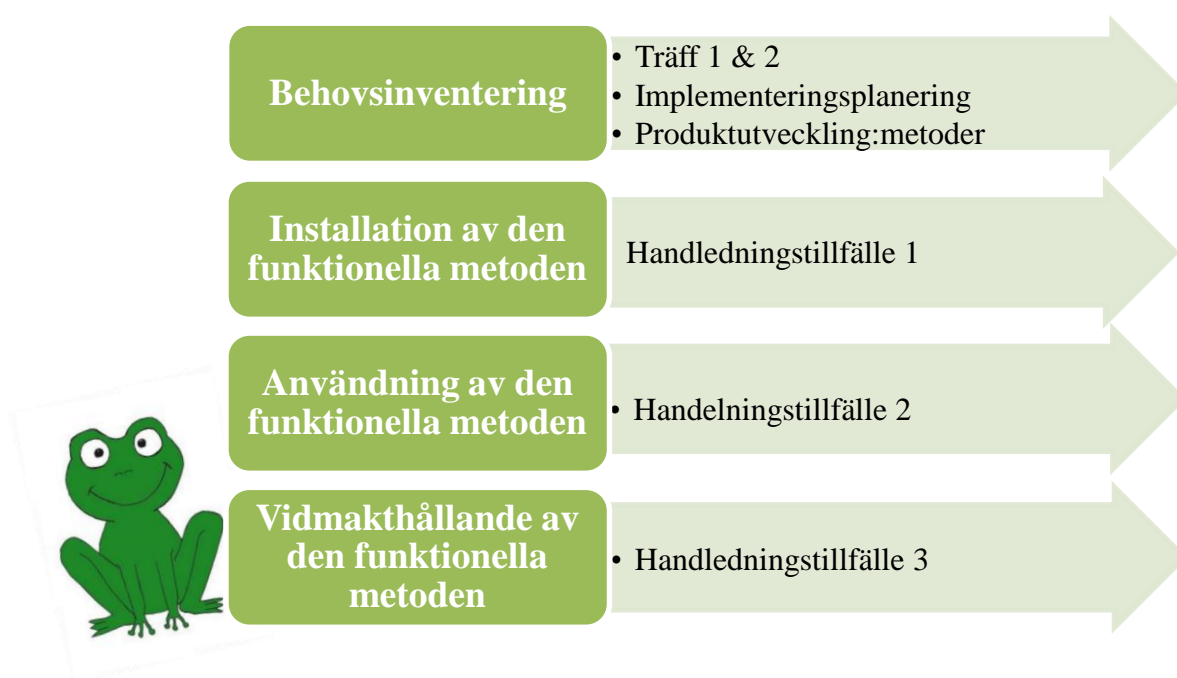 Behovsinventering
• Träff 1 & 2
• Implementeringsplanering
• Produktutveckling:metoder
Installation av den
funktionella metoden
Handledningstillfälle 1
Användning av den
funktionella metoden
• Handelningstillfälle 2
Vidmakthållande av
den funktionella
metoden
• Handledningstillfälle 3